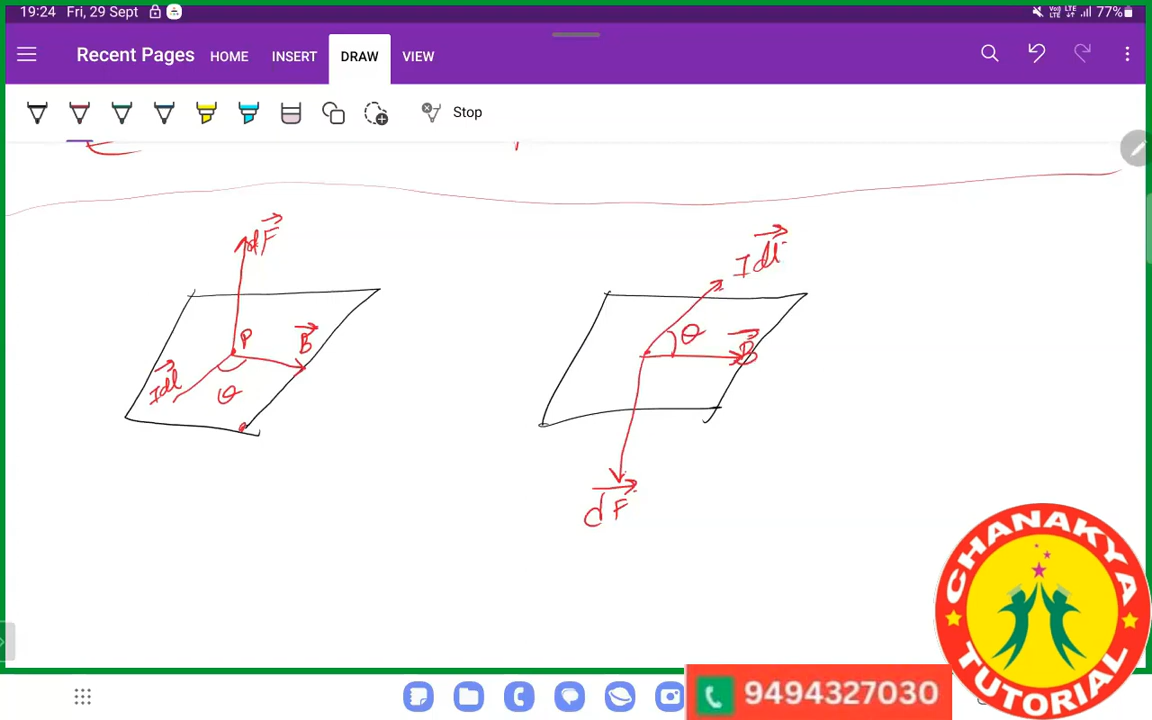 19:24 Fri, 29 Sept
77%
Recent Pages HOME INSERT DRAW VIEW
Stop
dF
P
B
Idl
θ
Idl
θ
B
dF
CHANAKYA
TUTORIAL
9494327030